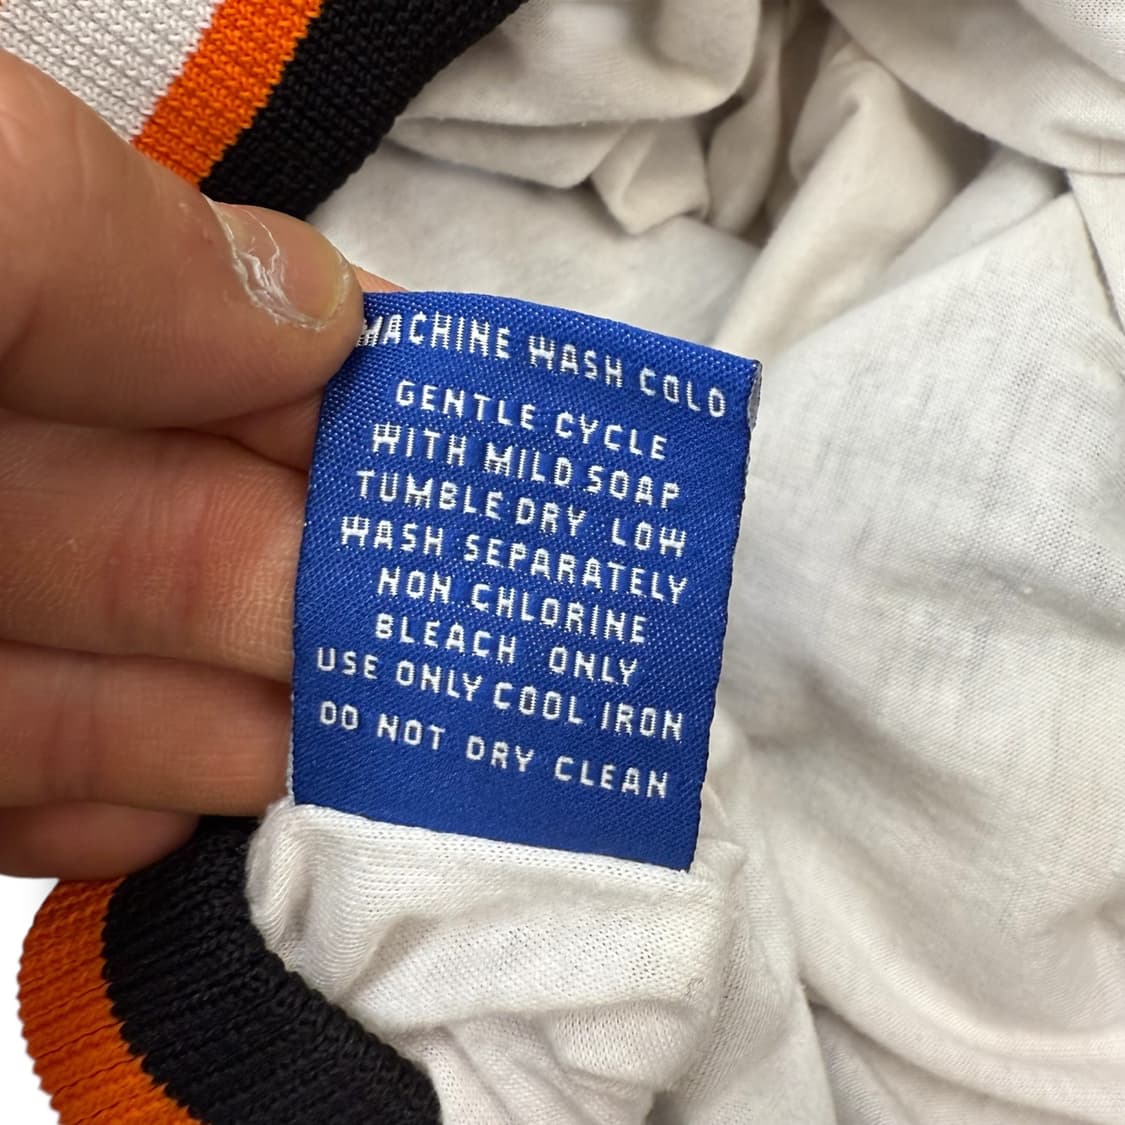 MACHINE WASH COLD
GENTLE CYCLE
WITH MILD SOAP
TUMBLE DRY LOW
WASH SEPARATELY
NON CHLORINE
BLEACH ONLY
USE ONLY COOL IRON
DO NOT DRY CLEAN